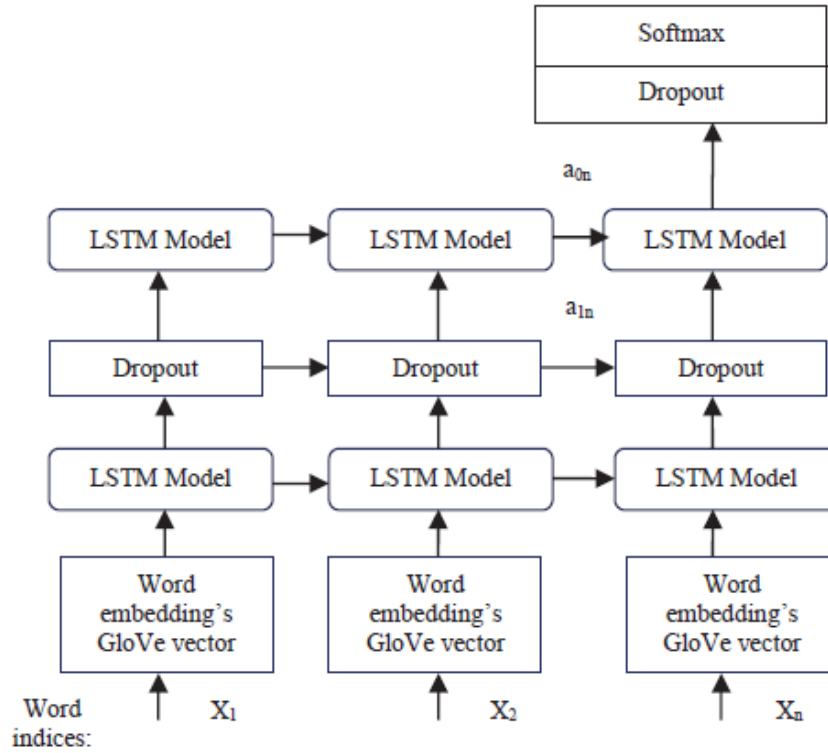 Softmax
Dropout
a0n
LSTM Model
LSTM Model
LSTM Model
a1n
Dropout
Dropout
Dropout
LSTM Model
LSTM Model
LSTM Model
Word
embedding’s
GloVe vector
Word
embedding’s
GloVe vector
Word
embedding’s
GloVe vector
Word
indices:
X1
X2
Xn